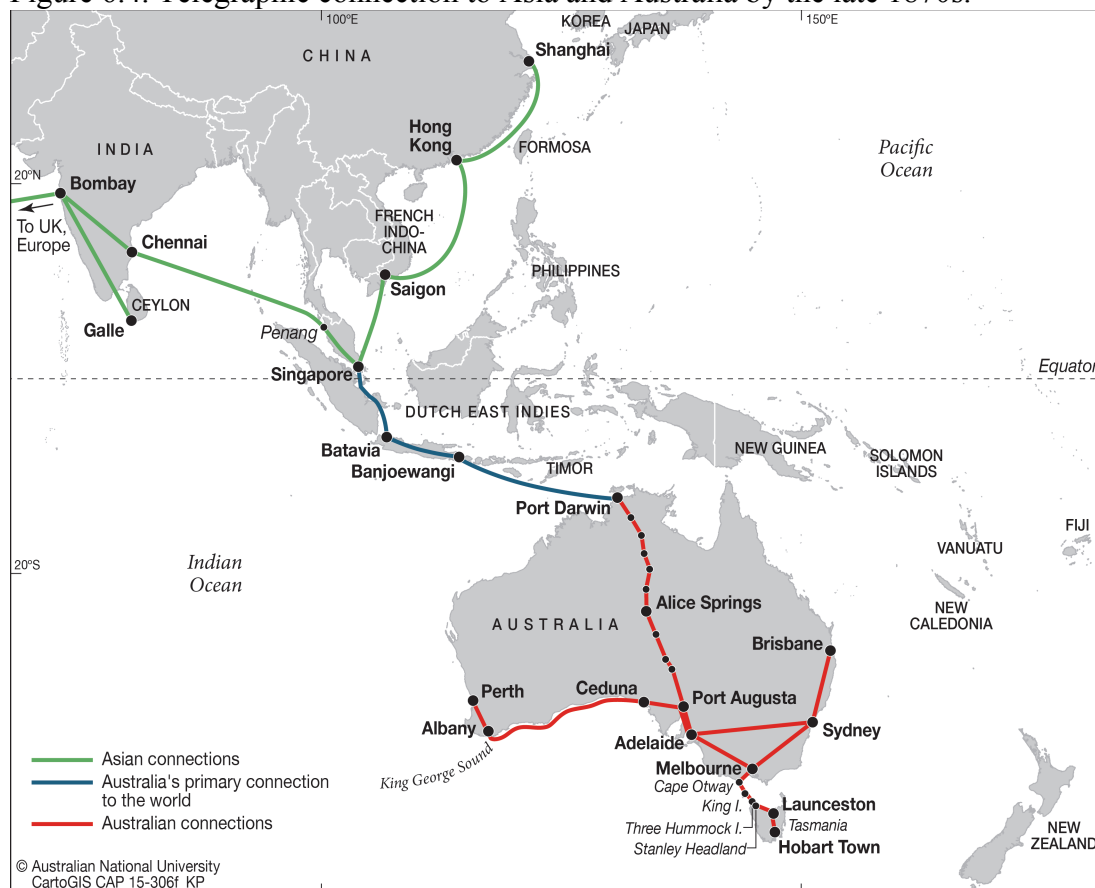 Figure 6.4. Telegraphic connection to Asia and Australia by the late 1870s.
100°E
150°E
KOREA
JAPAN
CHINA
Shanghai
Hong
Kong
FORMOSA
INDIA
Pacific
Ocean
20°N
Bombay
To UK,
Europe
FRENCH
INDO-
CHINA
Chennai
PHILIPPINES
Saigon
CEYLON
Galle
Penang
Singapore
Equator
DUTCH EAST INDIES
Batavia
Banjoewangi
TIMOR
NEW GUINEA
SOLOMON
ISLANDS
Port Darwin
FIJI
VANUATU
Indian
Ocean
20°S
Alice Springs
NEW
CALEDONIA
AUSTRALIA
Brisbane
Perth
Ceduna
Port Augusta
Albany
Adelaide
Sydney
King George Sound
Melbourne
Cape Otway
King I.
Launceston
Three Hummock I.
Tasmania
Stanley Headland
Hobart Town
NEW
ZEALAND
Asian connections
Australia's primary connection
to the world
Australian connections
© Australian National University
CartoGIS CAP 15-306f_KP